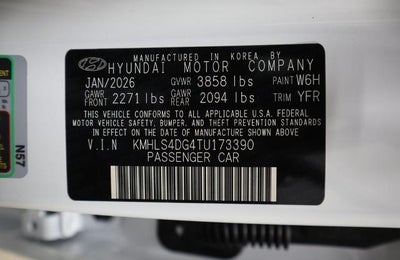 MANUFACTURED IN KOREA BY
HYUNDAI MOTOR COMPANY
JAN/2026 GVWR 3858 lbs PAINT W6H
GAWR FRONT 2271 lbs GAWR REAR 2094 lbs TRIM YFR
THIS VEHICLE CONFORMS TO ALL APPLICABLE U.S.A. FEDERAL
MOTOR VEHICLE SAFETY, BUMPER, AND THEFT PREVENTION STANDARDS
IN EFFECT ON THE DATE OF MANUFACTURE SHOWN ABOVE.
V.I.N KMHLS4DG4TU173390
PASSENGER CAR
N57